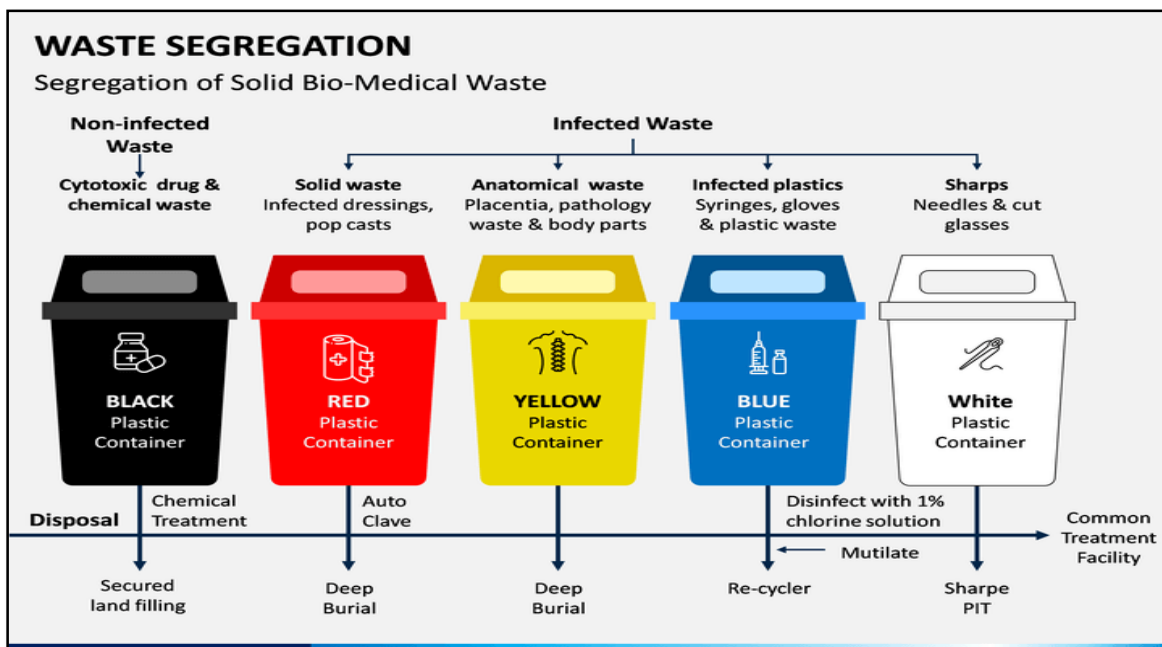 WASTE SEGREGATION
Segregation of Solid Bio-Medical Waste
Non-infected
Waste
Infected Waste
Cytotoxic drug &
chemical waste
Solid waste
Infected dressings,
pop casts
Anatomical waste
Placentia, pathology
waste & body parts
Infected plastics
Syringes, gloves
& plastic waste
Sharps
Needles & cut
glasses
BLACK
Plastic
Container
RED
Plastic
Container
YELLOW
Plastic
Container
BLUE
Plastic
Container
White
Plastic
Container
Disposal
Chemical
Treatment
Auto
Clave
Disinfect with 1%
chlorine solution
Mutilate
Common
Treatment
Facility
Secured
land filling
Deep
Burial
Deep
Burial
Re-cycler
Sharpe
PIT